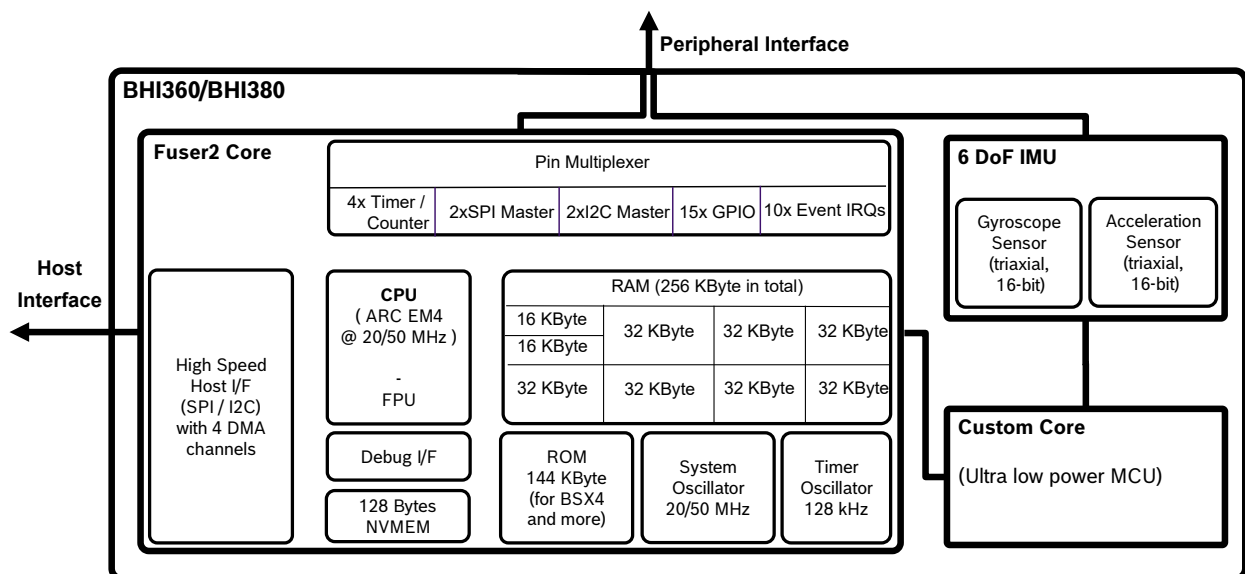 Peripheral Interface
BHI360/BHI380
Fuser2 Core
Pin Multiplexer
4x Timer /
Counter
2xSPI Master
2xI2C Master
15x GPIO
10x Event IRQs
6 DoF IMU
Gyroscope
Sensor
(triaxial,
16-bit)
Acceleration
Sensor
(triaxial,
16-bit)
Host
Interface
High Speed
Host I/F
(SPI / I2C)
with 4 DMA
channels
CPU
( ARC EM4
@ 20/50 MHz )
-
FPU
RAM (256 KByte in total)
16 KByte
16 KByte
32 KByte
32 KByte
32 KByte
32 KByte
32 KByte
32 KByte
32 KByte
Debug I/F
128 Bytes
NVMEM
ROM
144 KByte
(for BSX4
and more)
System
Oscillator
20/50 MHz
Timer
Oscillator
128 kHz
Custom Core
(Ultra low power MCU)